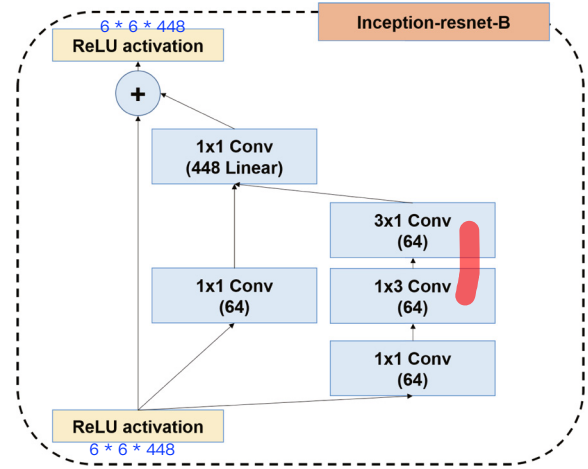 6 * 6 * 448
Inception-resnet-B
ReLU activation
+
1x1 Conv
(448 Linear)
3x1 Conv
(64)
1x1 Conv
(64)
1x3 Conv
(64)
1x1 Conv
(64)
ReLU activation
6 * 6 * 448